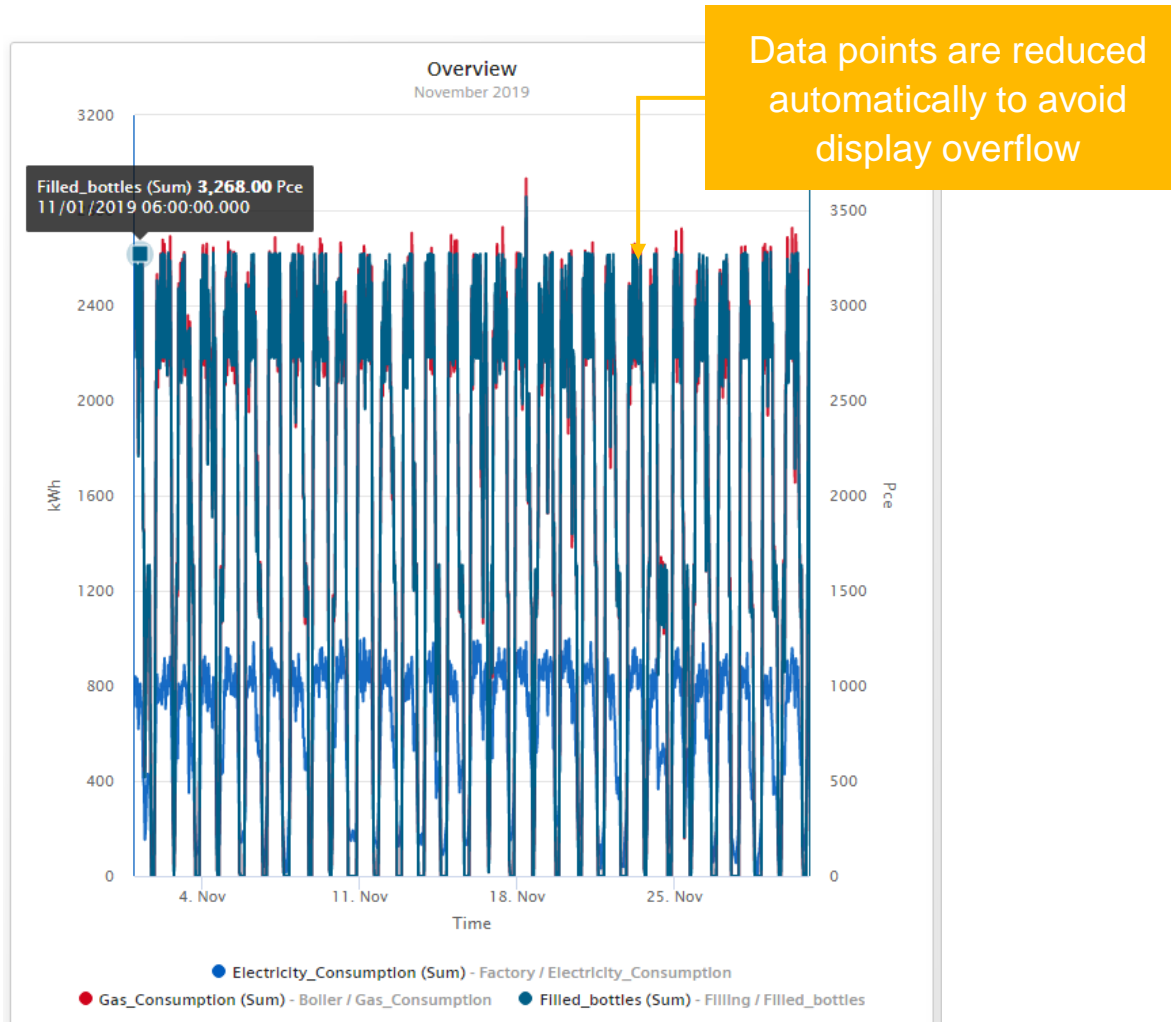 Data points are reduced
automatically to avoid
display overflow
Overview
November 2019
3200
Filled_bottles (Sum) 3,268.00 Pce
11/01/2019 06:00:00.000
3500
2400
3000
2000
2500
kWh
1600
2000
Pce
1200
1500
800
1000
400
500
0
0
4. Nov
11. Nov
18. Nov
25. Nov
Time
Electricity_Consumption (Sum) - Factory / Electricity_Consumption
Gas_Consumption (Sum) - Boiler / Gas_Consumption
Filled_bottles (Sum) - Filling / Filled_bottles